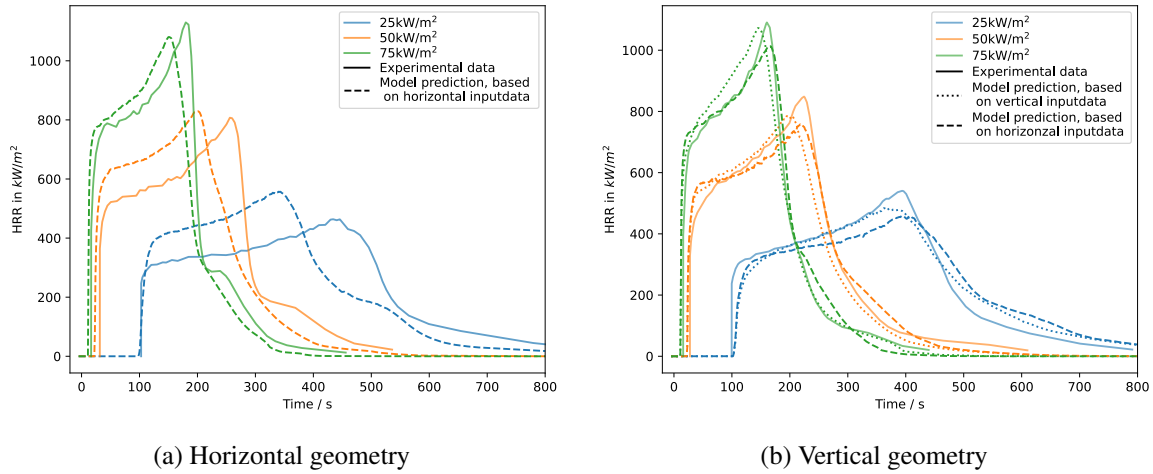 25kW/m²
50kW/m²
75kW/m²
Experimental data
Model prediction, based
on horizontal inputdata
HRR in kW/m²
1000
800
600
400
200
0
0 100 200 300 400 500 600 700 800
Time / s
(a) Horizontal geometry
25kW/m²
50kW/m²
75kW/m²
Experimental data
Model prediction, based
on vertical inputdata
Model prediction, based
on horizonzal inputdata
HRR in kW/m²
1000
800
600
400
200
0
0 100 200 300 400 500 600 700 800
Time / s
(b) Vertical geometry